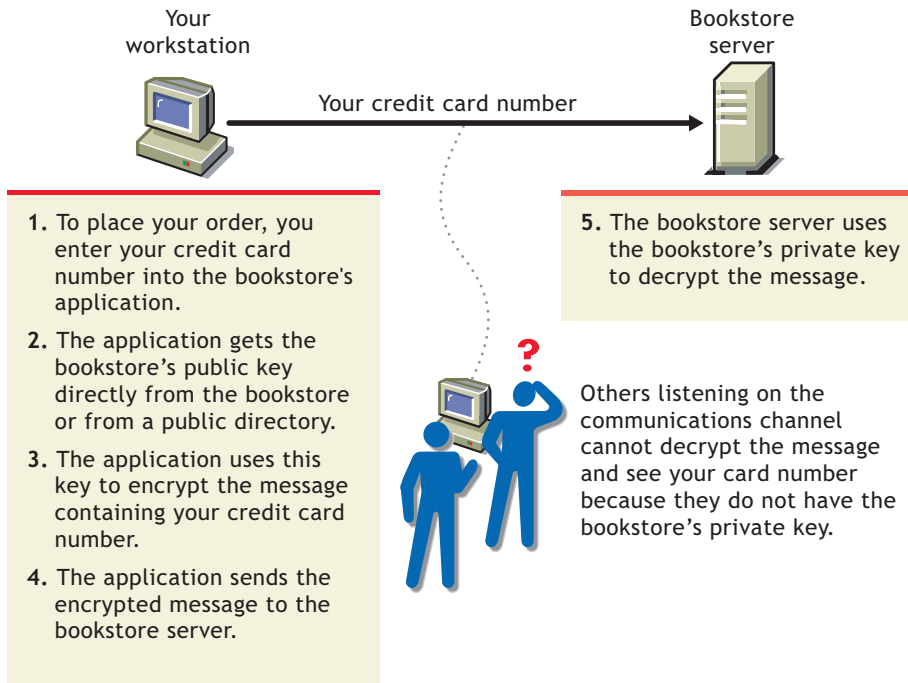 Your
workstation
Bookstore
server
Your credit card number
1. To place your order, you
enter your credit card
number into the bookstore's
application.
2. The application gets the
bookstore’s public key
directly from the bookstore
or from a public directory.
3. The application uses this
key to encrypt the message
containing your credit card
number.
4. The application sends the
encrypted message to the
bookstore server.
5. The bookstore server uses
the bookstore’s private key
to decrypt the message.
?
Others listening on the
communications channel
cannot decrypt the message
and see your card number
because they do not have the
bookstore’s private key.